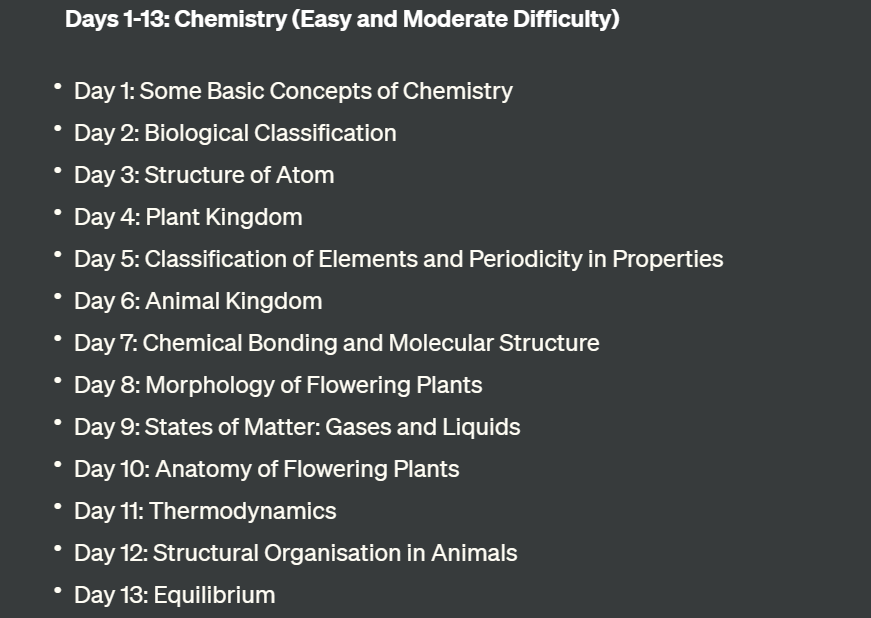 Days 1-13: Chemistry (Easy and Moderate Difficulty)
• Day 1: Some Basic Concepts of Chemistry
• Day 2: Biological Classification
• Day 3: Structure of Atom
• Day 4: Plant Kingdom
• Day 5: Classification of Elements and Periodicity in Properties
• Day 6: Animal Kingdom
• Day 7: Chemical Bonding and Molecular Structure
• Day 8: Morphology of Flowering Plants
• Day 9: States of Matter: Gases and Liquids
• Day 10: Anatomy of Flowering Plants
• Day 11: Thermodynamics
• Day 12: Structural Organisation in Animals
• Day 13: Equilibrium